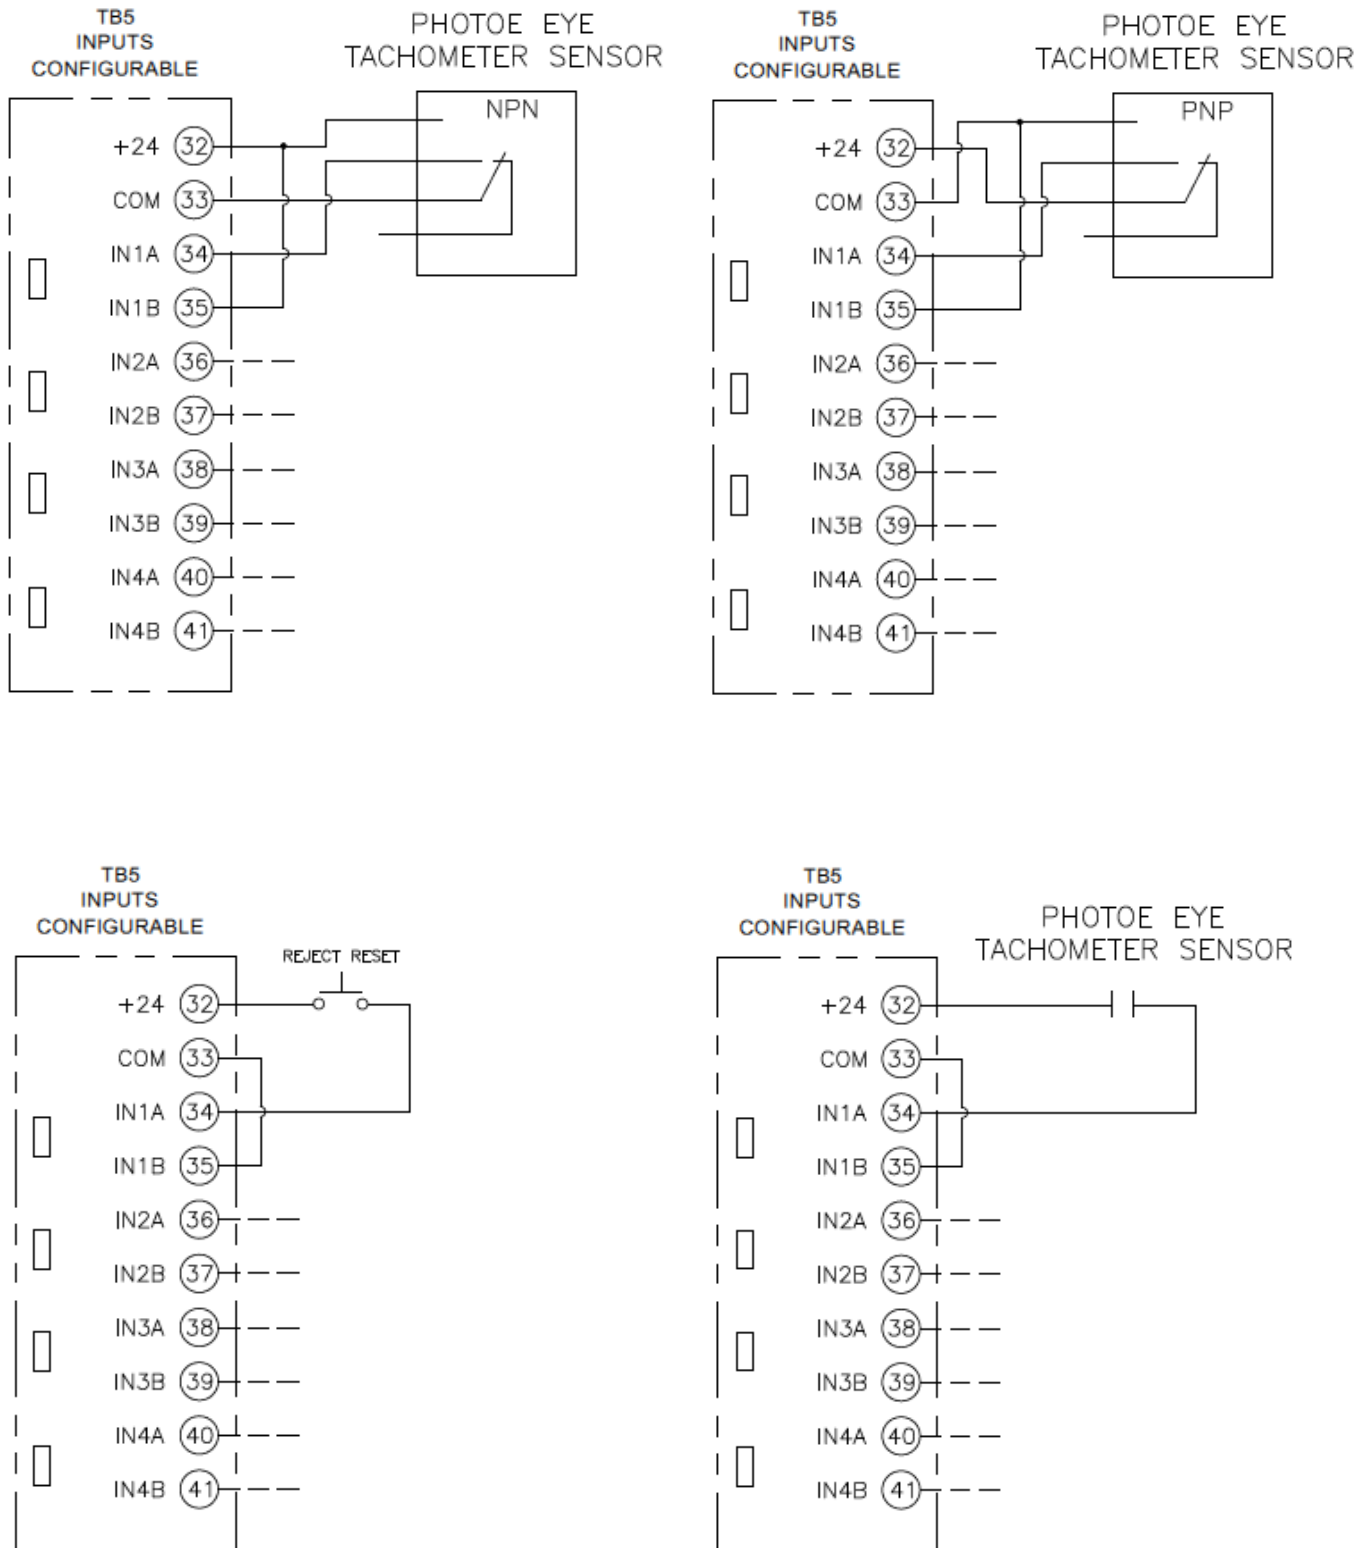 TB5
INPUTS
CONFIGURABLE
PHOTOE EYE
TACHOMETER SENSOR
NPN
+24 32
COM 33
IN1A 34
IN1B 35
IN2A 36
IN2B 37
IN3A 38
IN3B 39
IN4A 40
IN4B 41
TB5
INPUTS
CONFIGURABLE
PHOTOE EYE
TACHOMETER SENSOR
PNP
+24 32
COM 33
IN1A 34
IN1B 35
IN2A 36
IN2B 37
IN3A 38
IN3B 39
IN4A 40
IN4B 41
TB5
INPUTS
CONFIGURABLE
REJECT RESET
+24 32
COM 33
IN1A 34
IN1B 35
IN2A 36
IN2B 37
IN3A 38
IN3B 39
IN4A 40
IN4B 41
TB5
INPUTS
CONFIGURABLE
PHOTOE EYE
TACHOMETER SENSOR
+24 32
COM 33
IN1A 34
IN1B 35
IN2A 36
IN2B 37
IN3A 38
IN3B 39
IN4A 40
IN4B 41